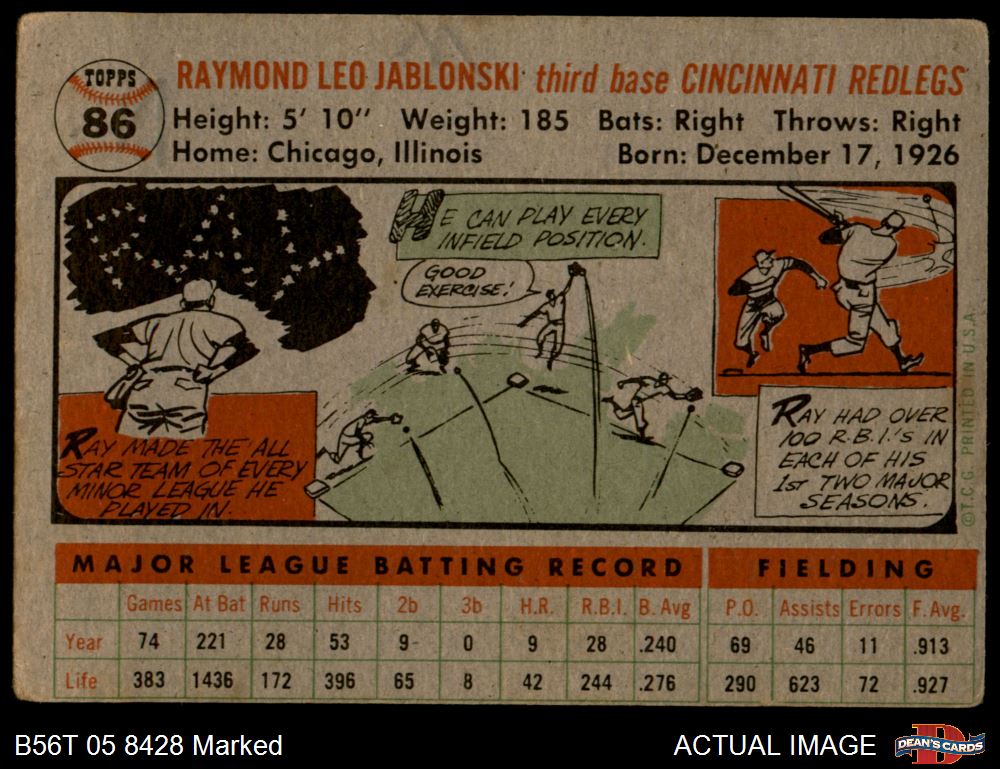 TOPPS
86
RAYMOND LEO JABLONSKI third base CINCINNATI REDLEGS
Height: 5' 10" Weight: 185 Bats: Right Throws: Right
Home: Chicago, Illinois Born: December 17, 1926
RAY MADE THE ALL
STAR TEAM OF EVERY
MINOR LEAGUE HE
PLAYED IN.
HE CAN PLAY EVERY
INFIELD POSITION.
GOOD
EXERCISE!
RAY HAD OVER
100 R.B.I.'S IN
EACH OF HIS
1ST TWO MAJOR
SEASONS.
©T.C.G. PRINTED IN U.S.A.
MAJOR LEAGUE BATTING RECORD FIELDING
Games At Bat Runs Hits 2b 3b H.R. R.B.I. B. Avg P.O. Assists Errors F. Avg.
Year 74 221 28 53 9 0 9 28 .240 69 46 11 .913
Life 383 1436 172 396 65 8 42 244 .276 290 623 72 .927
B56T 05 8428 Marked
ACTUAL IMAGE
D
DEAN'S CARDS